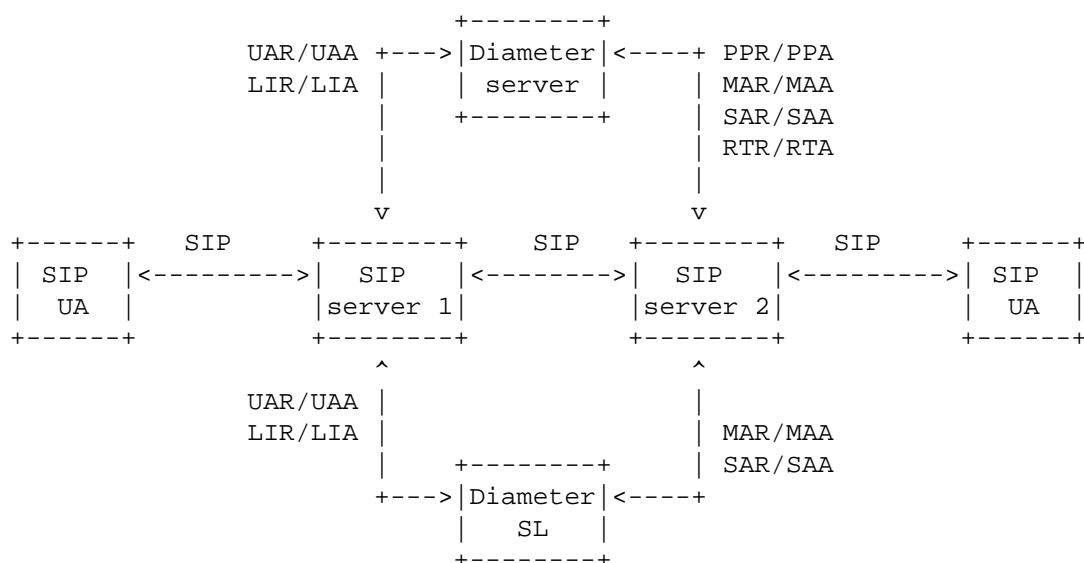 UAR/UAA Diameter PPR/PPA
LIR/LIA server MAR/MAA
SAR/SAA
RTR/RTA
SIP SIP SIP
SIP SIP SIP SIP
UA server 1 server 2 UA
UAR/UAA
LIR/LIA MAR/MAA
SAR/SAA
Diameter
SL